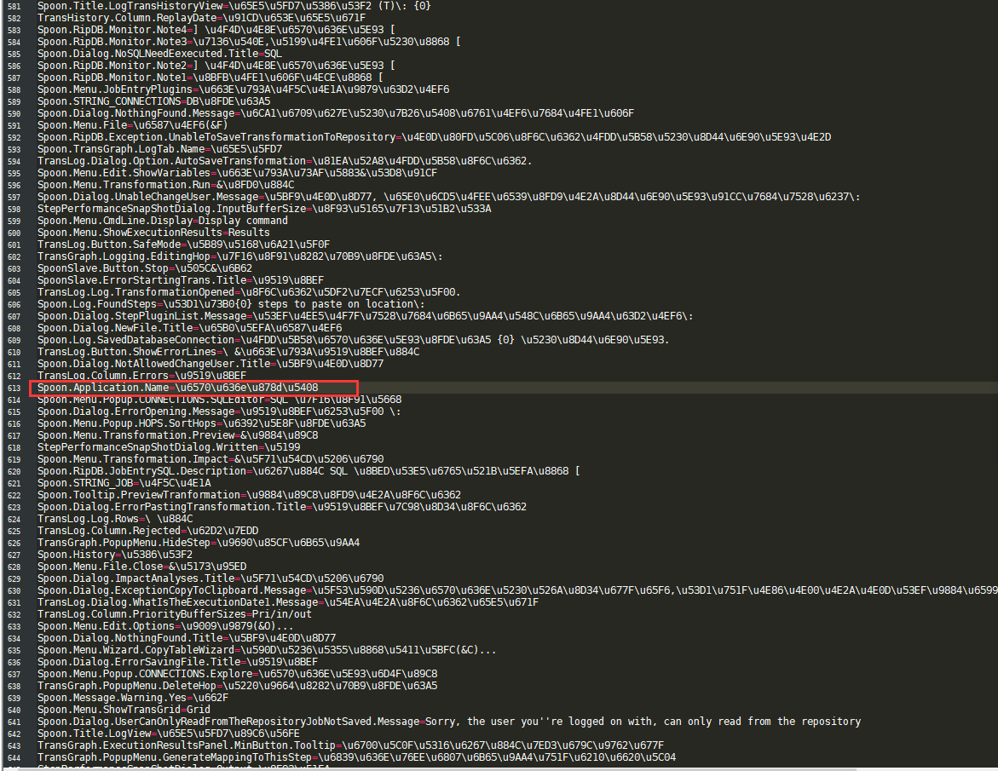 581 Spoon.Title.LogTransHistoryView=\u65E5\u5FD7\u5386\u53F2 (T)\: {0}
582 TransHistory.Column.ReplayDate=\u91CD\u653E\u65E5\u671F
583 Spoon.RipDB.Monitor.Note4=] \u4F4D\u4E8E\u6570\u636E\u5E93 [
584 Spoon.RipDB.Monitor.Note3=\u7136\u540E,\u5199\u4FE1\u606F\u5230\u8868 [
585 Spoon.Dialog.NoSQLNeedEexecuted.Title=SQL
586 Spoon.RipDB.Monitor.Note2=] \u4F4D\u4E8E\u6570\u636E\u5E93 [
587 Spoon.RipDB.Monitor.Note1=\u8BFB\u4FE1\u606F\u4ECE\u8868 [
588 Spoon.Menu.JobEntryPlugins=\u663E\u793A\u4F5C\u4E1A\u9879\u63D2\u4EF6
589 Spoon.STRING_CONNECTIONS=DB\u8FDE\u63A5
590 Spoon.Dialog.NothingFound.Message=\u6CA1\u6709\u627E\u5230\u7B26\u5408\u6761\u4EF6\u7684\u4FE1\u606F
591 Spoon.Menu.File=\u6587\u4EF6(&F)
592 Spoon.RipDB.Exception.UnableToSaveTransformationToRepository=\u4E0D\u80FD\u5C06\u8F6C\u6362\u4FDD\u5B58\u5230\u8D44\u6E90\u5E93\u4E2D
593 Spoon.TransGraph.LogTab.Name=\u65E5\u5FD7
594 TransLog.Dialog.Option.AutoSaveTransformation=\u81EA\u52A8\u4FDD\u5B58\u8F6C\u6362.
595 Spoon.Menu.Edit.ShowVariables=\u663E\u793A\u73AF\u5883&\u53D8\u91CF
596 Spoon.Menu.Transformation.Run=&\u8FD0\u884C
597 Spoon.Dialog.UnableChangeUser.Message=\u5BF9\u4E0D\u8D77, \u65E0\u6CD5\u4FEE\u6539\u8FD9\u4E2A\u8D44\u6E90\u5E93\u91CC\u7684\u7528\u6237\:
598 StepPerformanceSnapShotDialog.InputBufferSize=\u8F93\u5165\u7F13\u51B2\u533A
599 Spoon.Menu.CmdLine.Display=Display command
600 Spoon.Menu.ShowExecutionResults=Results
601 TransLog.Button.SafeMode=\u5B89\u5168\u6A21\u5F0F
602 TransGraph.Logging.EditingHop=\u7F16\u8F91\u8282\u70B9\u8FDE\u63A5\:
603 SpoonSlave.Button.Stop=\u505C&\u6B62
604 SpoonSlave.ErrorStartingTrans.Title=\u9519\u8BEF
605 TransLog.Log.TransformationOpened=\u8F6C\u6362\u5DF2\u7ECF\u6253\u5F00.
606 Spoon.Log.FoundSteps=\u53D1\u73B0{0} steps to paste on location\:
607 Spoon.Dialog.StepPluginList.Message=\u53EF\u4EE5\u4F7F\u7528\u7684\u6B65\u9AA4\u548C\u6B65\u9AA4\u63D2\u4EF6\:
608 Spoon.Dialog.NewFile.Title=\u65B0\u5EFA\u6587\u4EF6
609 Spoon.Log.SavedDatabaseConnection=\u4FDD\u5B58\u6570\u636E\u5E93\u8FDE\u63A5 {0} \u5230\u8D44\u6E90\u5E93.
610 TransLog.Button.ShowErrorLines=\ &\u663E\u793A\u9519\u8BEF\u884C
611 Spoon.Dialog.NotAllowedChangeUser.Title=\u5BF9\u4E0D\u8D77
612 TransLog.Column.Errors=\u9519\u8BEF
613 Spoon.Application.Name=\u6570\u636e\u878d\u5408
614 Spoon.Menu.Popup.CONNECTIONS.SQLEditor=SQL \u7F16\u8F91\u5668
615 Spoon.Dialog.ErrorOpening.Message=\u9519\u8BEF\u6253\u5F00 \:
616 Spoon.Menu.Popup.HOPS.SortHops=\u6392\u5E8F\u8FDE\u63A5
617 Spoon.Menu.Transformation.Preview=&\u9884\u89C8
618 StepPerformanceSnapShotDialog.Written=\u5199
619 Spoon.Menu.Transformation.Impact=&\u5F71\u54CD\u5206\u6790
620 Spoon.RipDB.JobEntrySQL.Description=\u6267\u884C SQL \u8BED\u53E5\u6765\u521B\u5EFA\u8868 [
621 Spoon.STRING_JOB=\u4F5C\u4E1A
622 Spoon.Tooltip.PreviewTranformation=\u9884\u89C8\u8FD9\u4E2A\u8F6C\u6362
623 Spoon.Dialog.ErrorPastingTransformation.Title=\u9519\u8BEF\u7C98\u8D34\u8F6C\u6362
624 TransLog.Log.Rows=\ \u884C
625 TransLog.Column.Rejected=\u62D2\u7EDD
626 TransGraph.PopupMenu.HideStep=\u9690\u85CF\u6B65\u9AA4
627 Spoon.History=\u5386\u53F2
628 Spoon.Menu.File.Close=&\u5173\u95ED
629 Spoon.Dialog.ImpactAnalyses.Title=\u5F71\u54CD\u5206\u6790
630 Spoon.Dialog.ExceptionCopyToClipboard.Message=\u5F53\u590D\u5236\u6570\u636E\u5230\u526A\u8D34\u677F\u65F6,\u53D1\u751F\u4E86\u4E00\u4E2A\u4E0D\u53EF\u9884\u6599
631 TransLog.Dialog.WhatIsTheExecutionDate1.Message=\u54EA\u4E2A\u8F6C\u6362\u65E5\u671F
632 TransLog.Column.PriorityBufferSizes=Pri/in/out
633 Spoon.Menu.Edit.Options=\u9009\u9879(&O)...
634 Spoon.Dialog.NothingFound.Title=\u5BF9\u4E0D\u8D77
635 Spoon.Menu.Wizard.CopyTableWizard=\u590D\u5236\u5355\u8868\u5411\u5BFC(&C)...
636 Spoon.Dialog.ErrorSavingFile.Title=\u9519\u8BEF
637 Spoon.Menu.Popup.CONNECTIONS.Explore=\u6570\u636E\u5E93\u6D4F\u89C8
638 TransGraph.PopupMenu.DeleteHop=\u5220\u9664\u8282\u70B9\u8FDE\u63A5
639 Spoon.Message.Warning.Yes=\u662F
640 Spoon.Menu.ShowTransGrid=Grid
641 Spoon.Dialog.UserCanOnlyReadFromTheRepositoryJobNotSaved.Message=Sorry, the user you''re logged on with, can only read from the repository
642 Spoon.Title.LogView=\u65E5\u5FD7\u89C6\u56FE
643 TransGraph.ExecutionResultsPanel.MinButton.Tooltip=\u6700\u5C0F\u5316\u6267\u884C\u7ED3\u679C\u9762\u677F
644 TransGraph.PopupMenu.GenerateMappingToThisStep=\u6839\u636E\u76EE\u6807\u6B65\u9AA4\u751F\u6210\u6620\u5C04